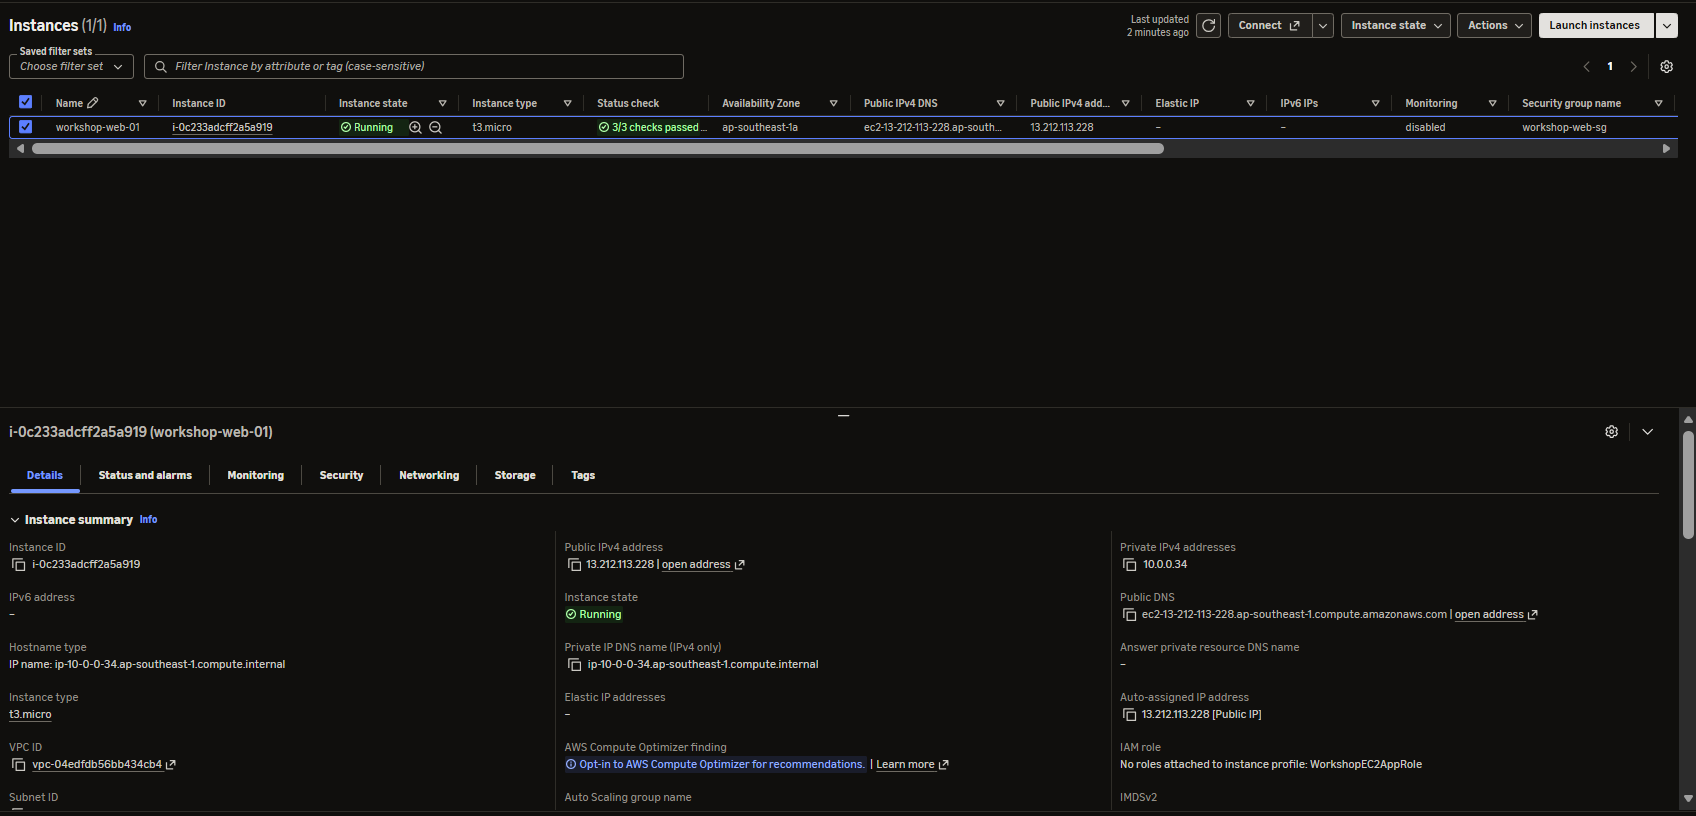 Instances (1/1) Info
Last updated
2 minutes ago
Connect
Instance state
Actions
Launch instances
Saved filter sets
Choose filter set
Filter Instance by attribute or tag (case-sensitive)
1
Name Instance ID Instance state Instance type Status check Availability Zone Public IPv4 DNS Public IPv4 add... Elastic IP IPv6 IPs Monitoring Security group name
workshop-web-01 i-0c233adcff2a5a919 Running t3.micro 3/3 checks passed ... ap-southeast-1a ec2-13-212-113-228.ap-south... 13.212.113.228 – – disabled workshop-web-sg
i-0c233adcff2a5a919 (workshop-web-01)
Details Status and alarms Monitoring Security Networking Storage Tags
Instance summary Info
Instance ID
i-0c233adcff2a5a919
Public IPv4 address
13.212.113.228 | open address
Private IPv4 addresses
10.0.0.34
IPv6 address
–
Instance state
Running
Public DNS
ec2-13-212-113-228.ap-southeast-1.compute.amazonaws.com | open address
Hostname type
IP name: ip-10-0-0-34.ap-southeast-1.compute.internal
Private IP DNS name (IPv4 only)
ip-10-0-0-34.ap-southeast-1.compute.internal
Answer private resource DNS name
–
Instance type
t3.micro
Elastic IP addresses
–
Auto-assigned IP address
13.212.113.228 [Public IP]
VPC ID
vpc-04edfdb56bb434cb4
AWS Compute Optimizer finding
Opt-in to AWS Compute Optimizer for recommendations. | Learn more
IAM role
No roles attached to instance profile: WorkshopEC2AppRole
Subnet ID
Auto Scaling group name
IMDSv2